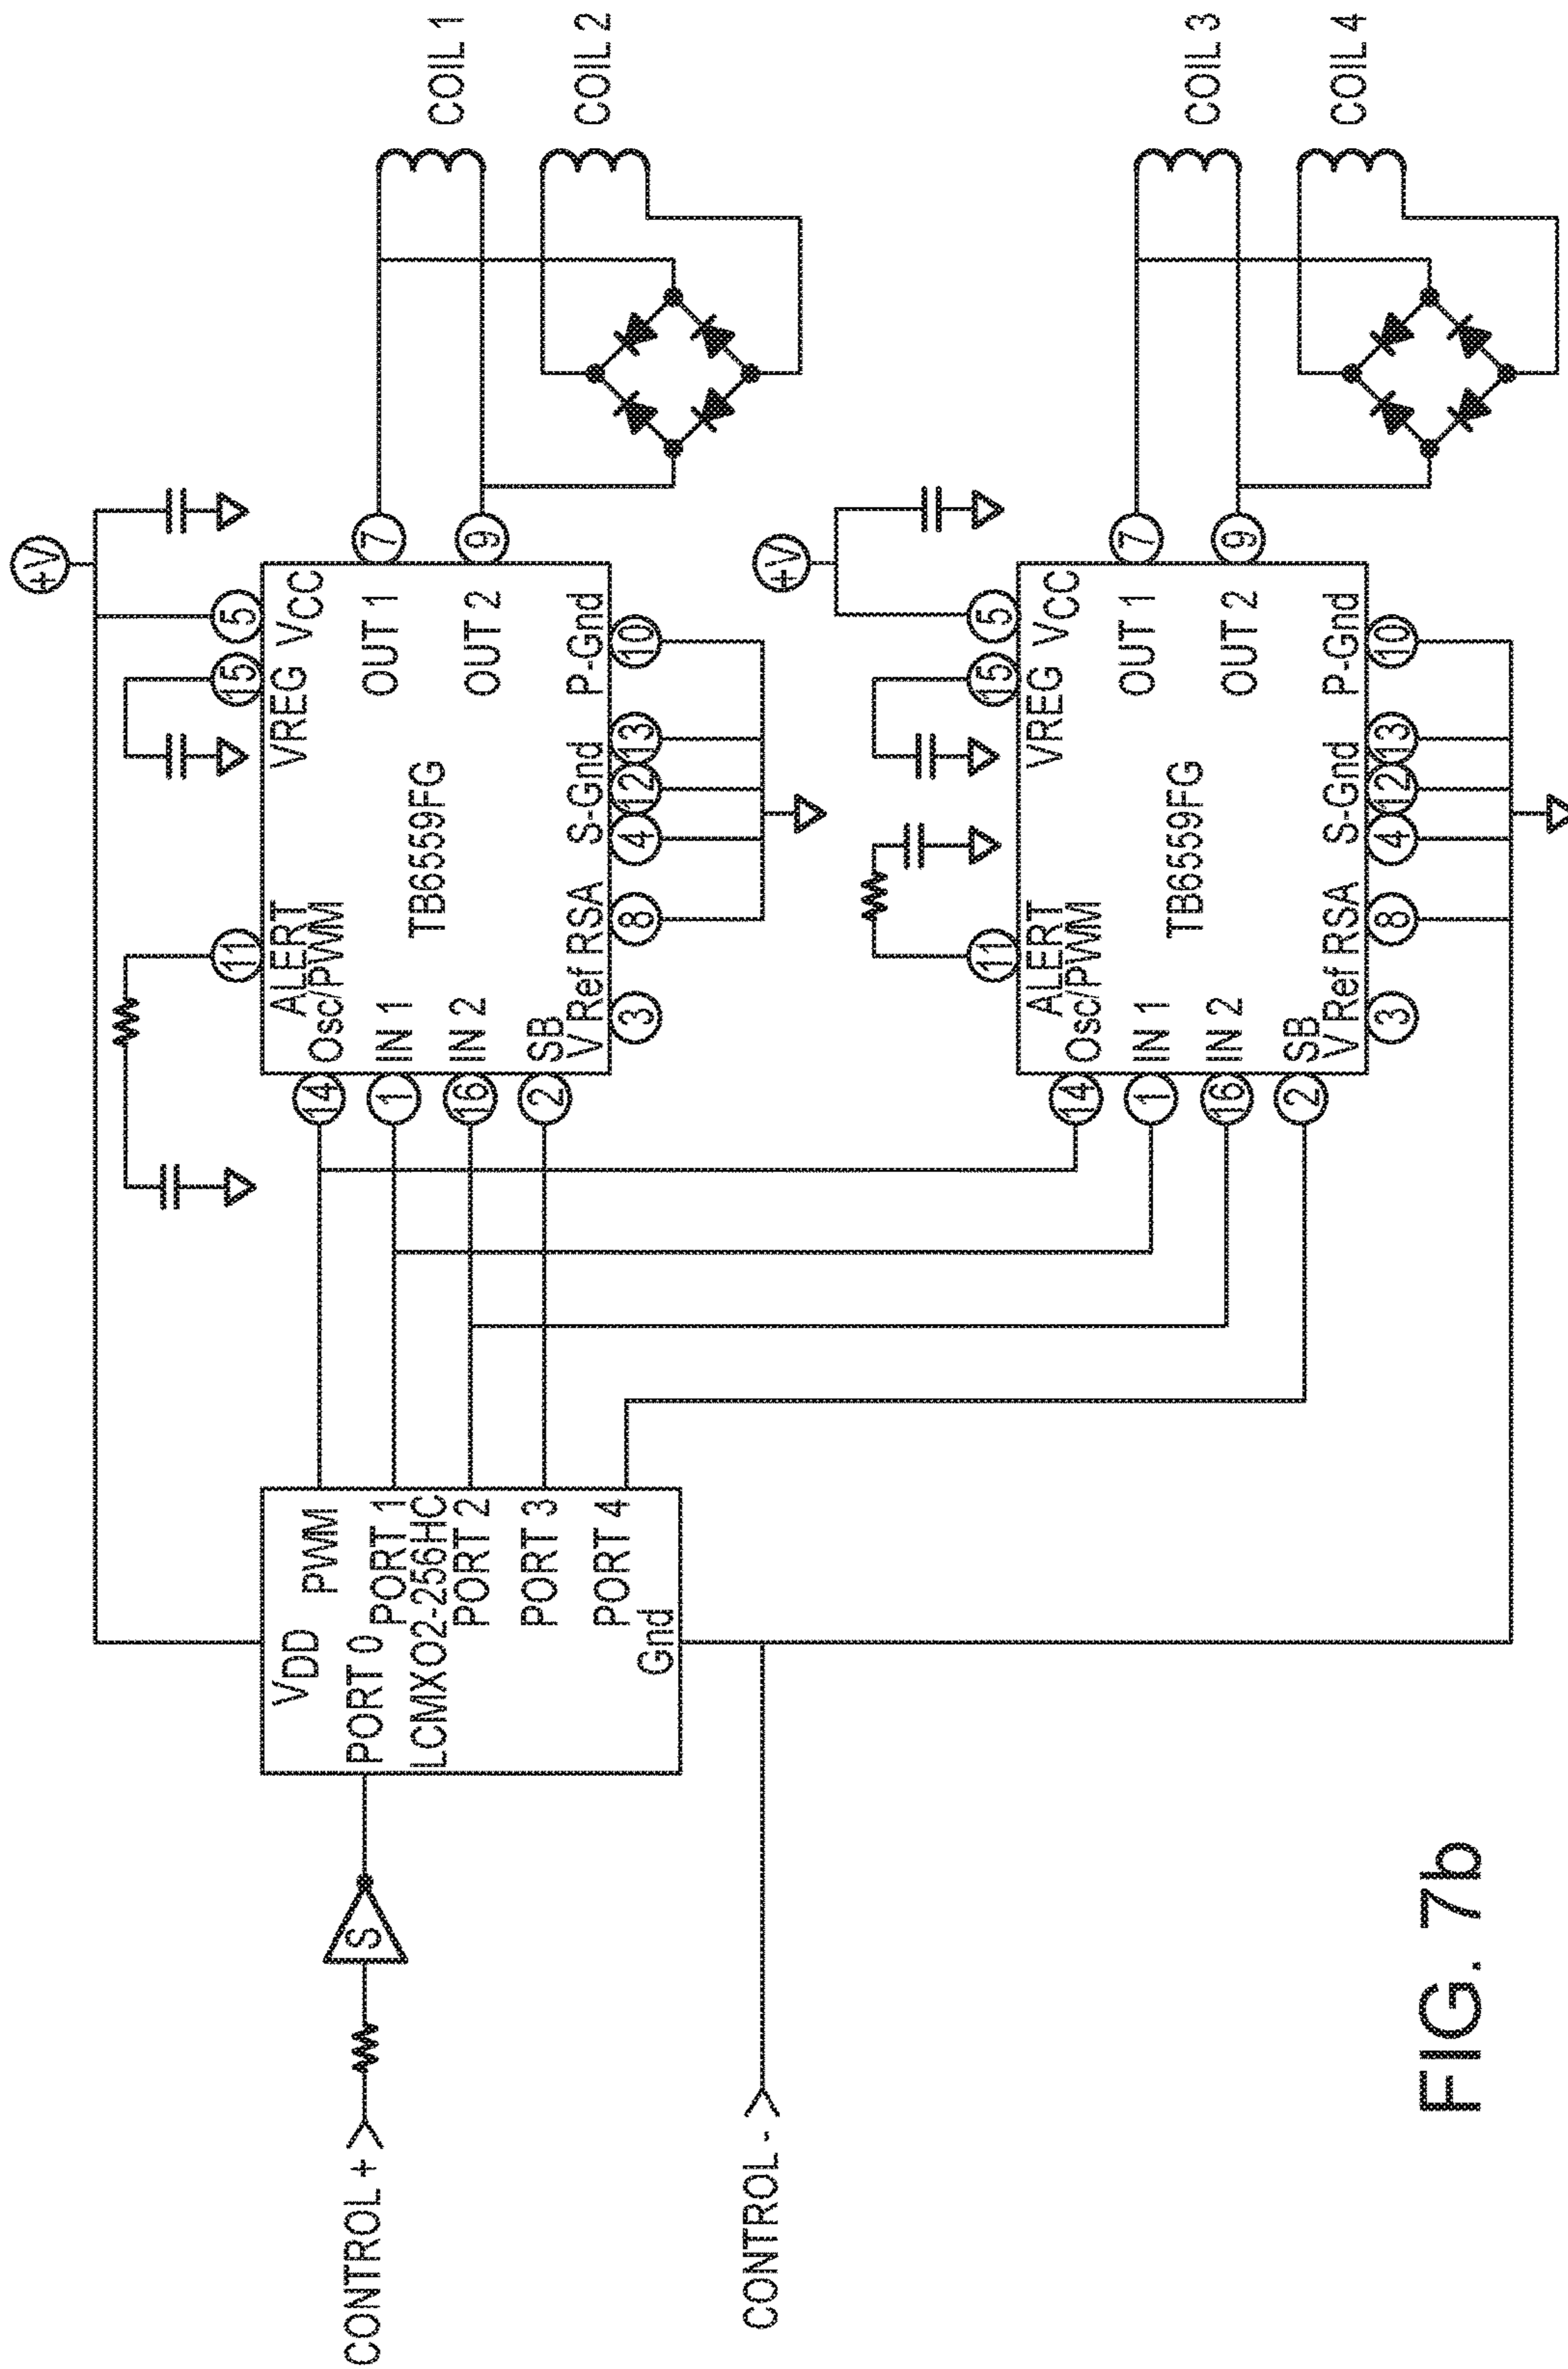 CONTROL +
S
CONTROL -
VDD
PWM
PORT 0
PORT 1
LCMXO2-256HC
PORT 2
PORT 3
PORT 4
Gnd
+V
11
15
5
ALERT
VREG
VCC
14
Osc/PWM
OUT 1
7
1
IN 1
TB6559FG
16
IN 2
OUT 2
9
2
SB
V Ref
RSA
S-Gnd
P-Gnd
3
8
4
12
13
10
COIL 1
COIL 2
+V
11
15
5
ALERT
VREG
VCC
14
Osc/PWM
OUT 1
7
1
IN 1
TB6559FG
16
IN 2
OUT 2
9
2
SB
V Ref
RSA
S-Gnd
P-Gnd
3
8
4
12
13
10
COIL 3
COIL 4
FIG. 7b